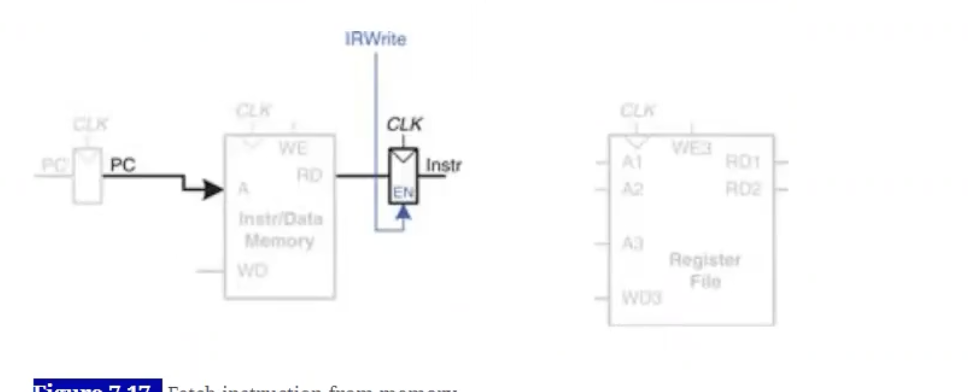 IRWrite
CLK
CLK
CLK
CLK
PC
PC
WE
RD
A
Instr/Data
Memory
WD
EN
Instr
WE3
A1
RD1
A2
RD2
A3
Register
File
WD3
Figure 7.17 Fetch instruction from memory